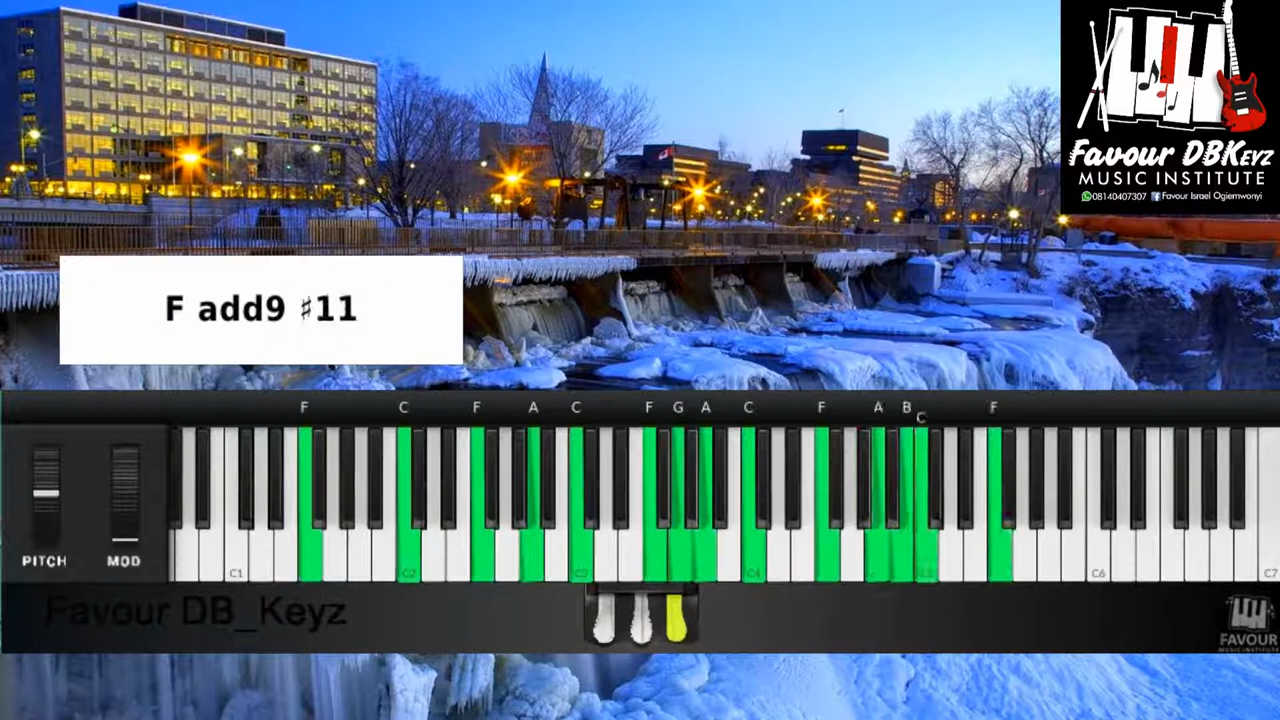 Favour DBKeyz
MUSIC INSTITUTE
08140407307 Favour Israel Ogiemwonyi
F add9 ♯11
F C F A C F G A C F A B C F
PITCH MOD
C1 C2 C3 C4 C6 C7
Favour DB_Keyz
FAVOUR
MUSIC INSTITUTE